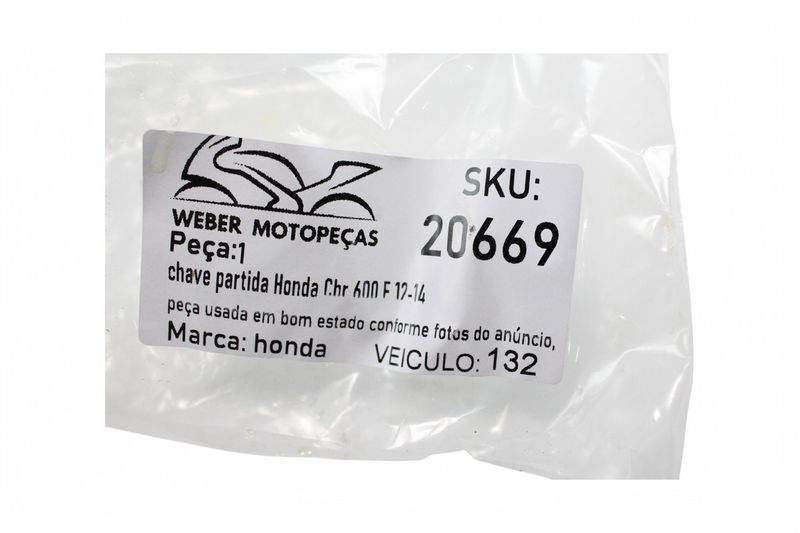 WEBER MOTOPEÇAS
SKU:
20669
Peça:1
chave partida Honda Cbr 600 F 12-14
peça usada em bom estado conforme fotos do anúncio,
Marca: honda
VEICULO: 132